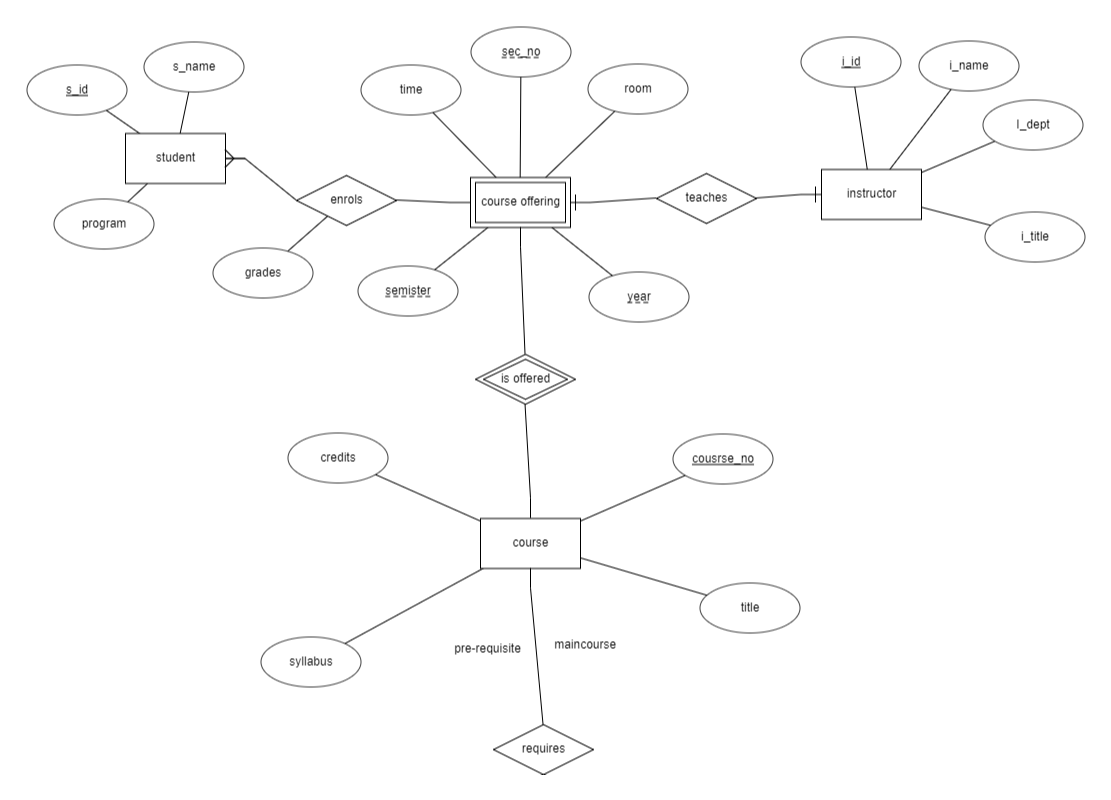 s_id
s_name
student
program
enrols
grades
time
sec_no
room
course offering
semister
year
teaches
i_id
i_name
I_dept
instructor
i_title
is offered
credits
cousrse_no
course
title
syllabus
pre-requisite
maincourse
requires